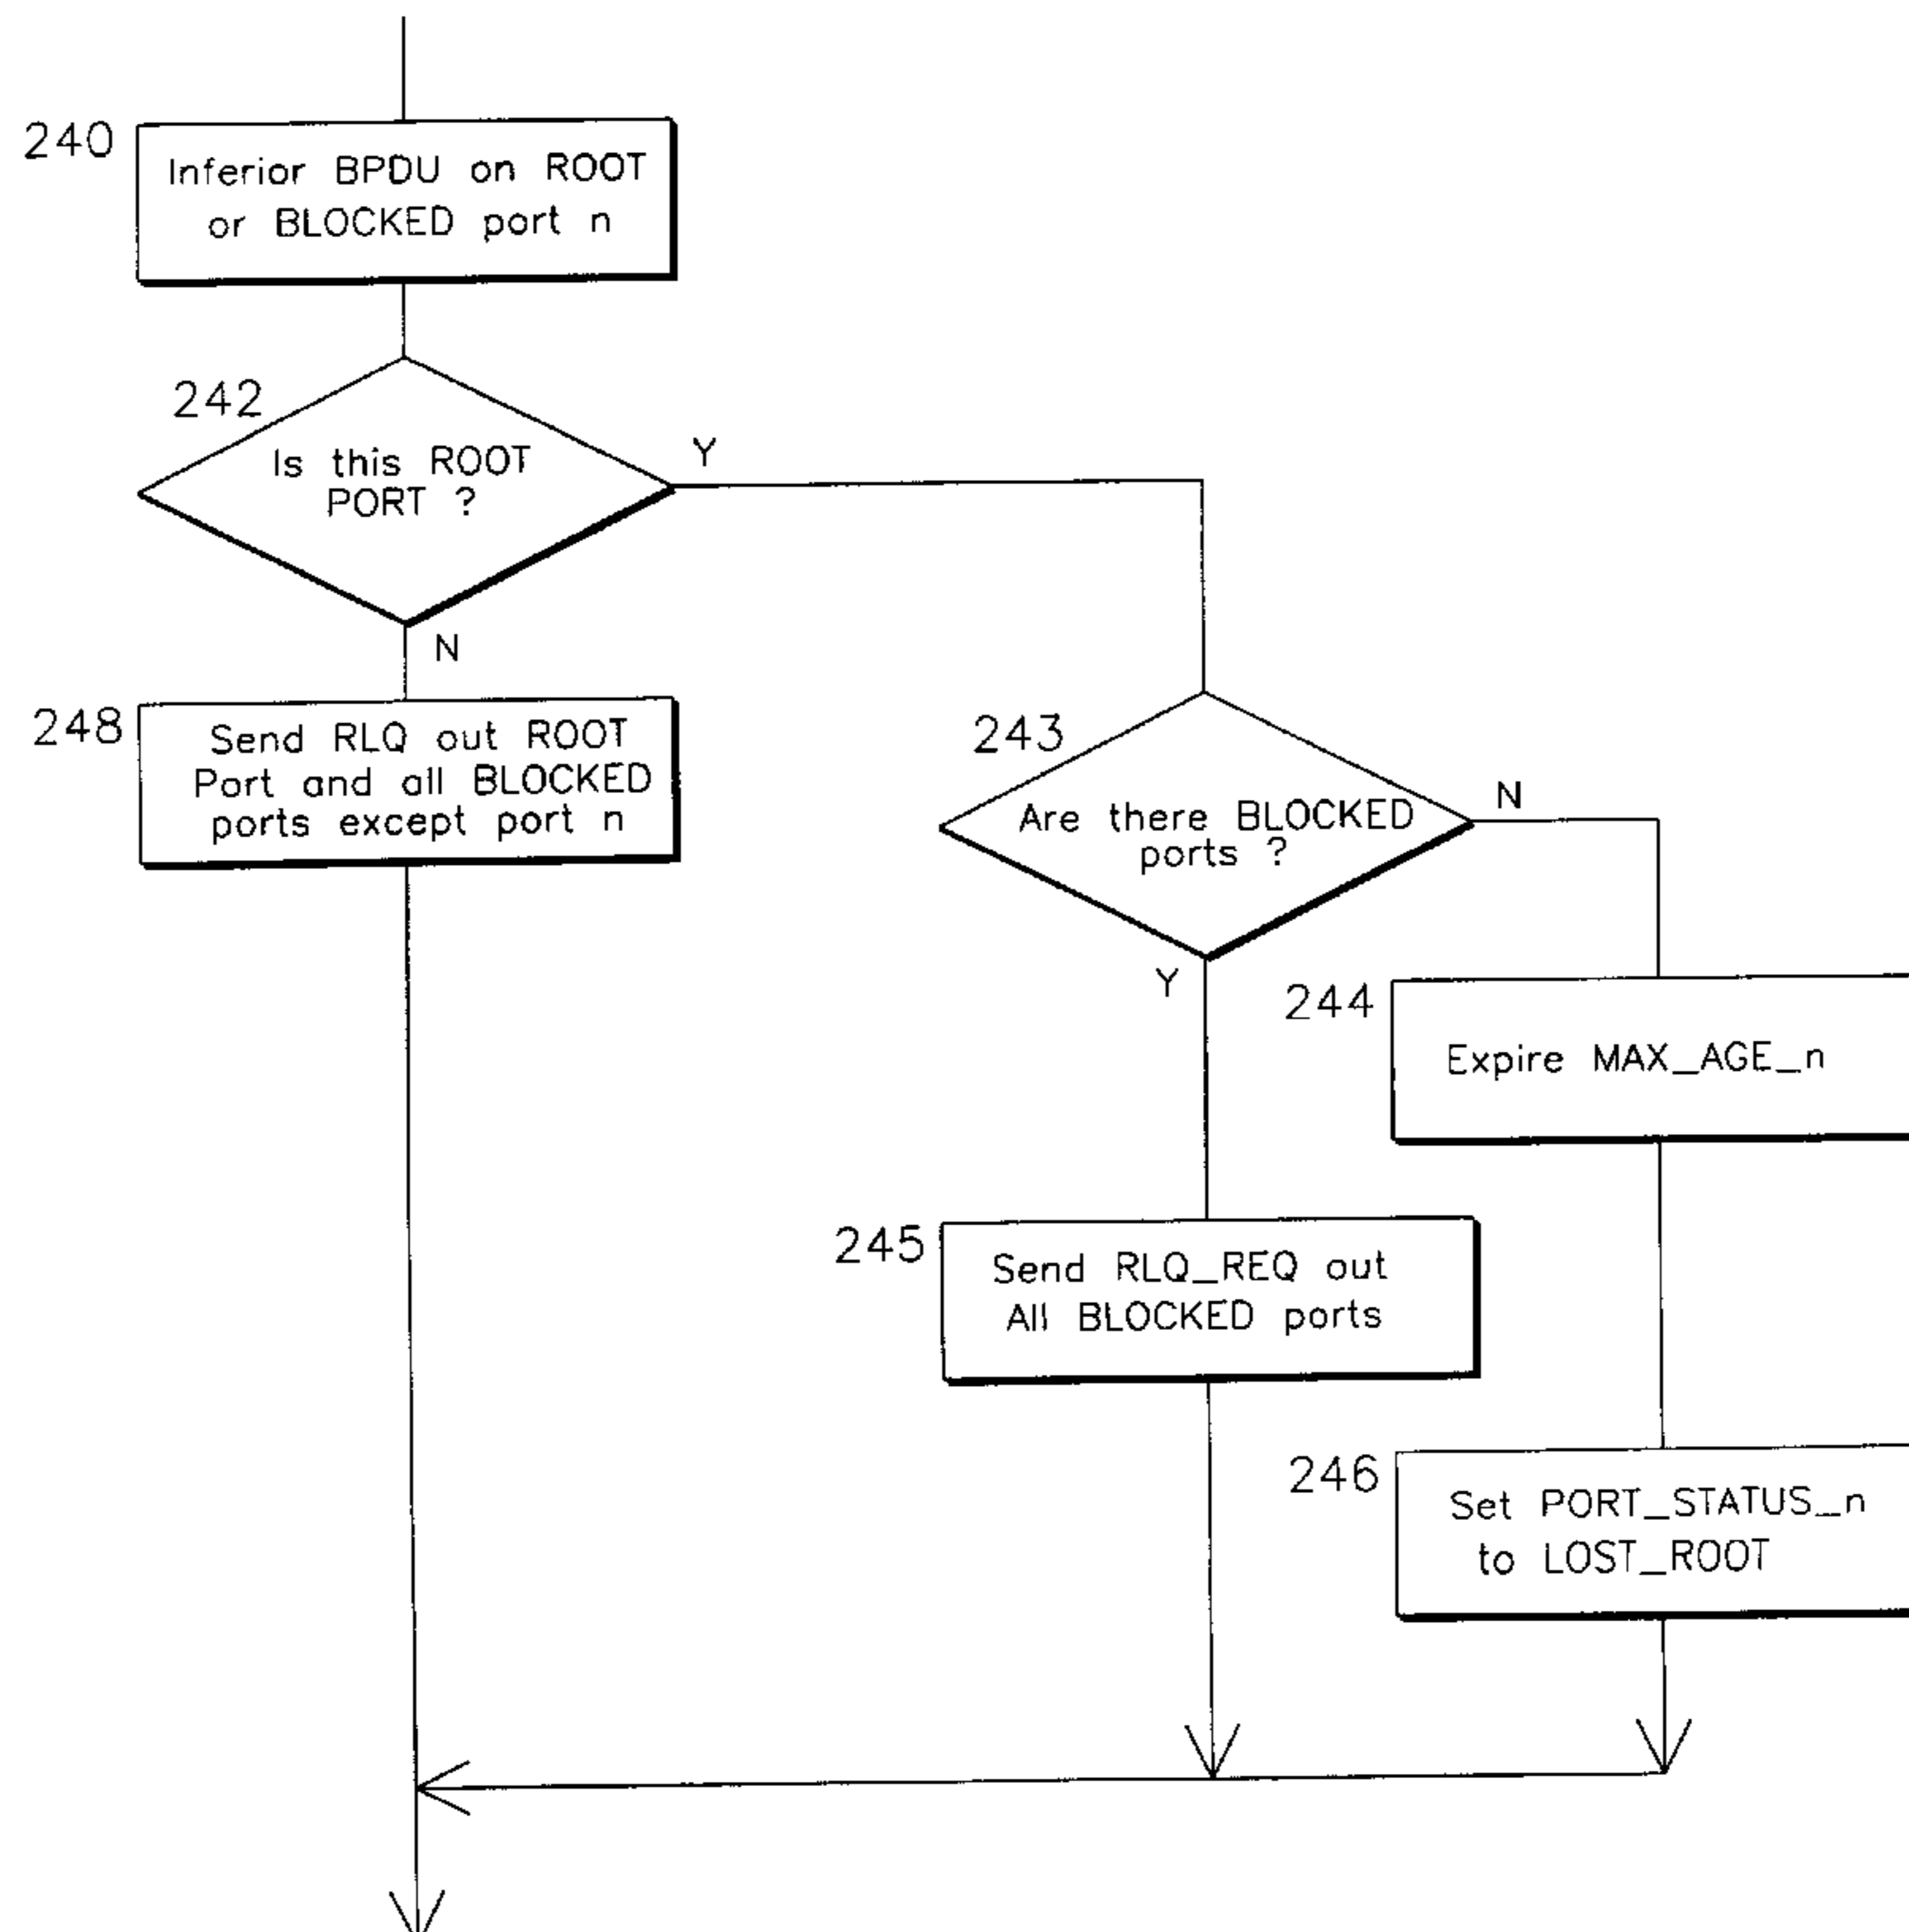 240
Inferior BPDU on ROOT
or BLOCKED port n
242
Is this ROOT
PORT ?
Y
N
248
Send RLQ out ROOT
Port and all BLOCKED
ports except port n
243
Are there BLOCKED
ports ?
N
Y
244
Expire MAX_AGE_n
245
Send RLQ_REQ out
All BLOCKED ports
246
Set PORT_STATUS_n
to LOST_ROOT